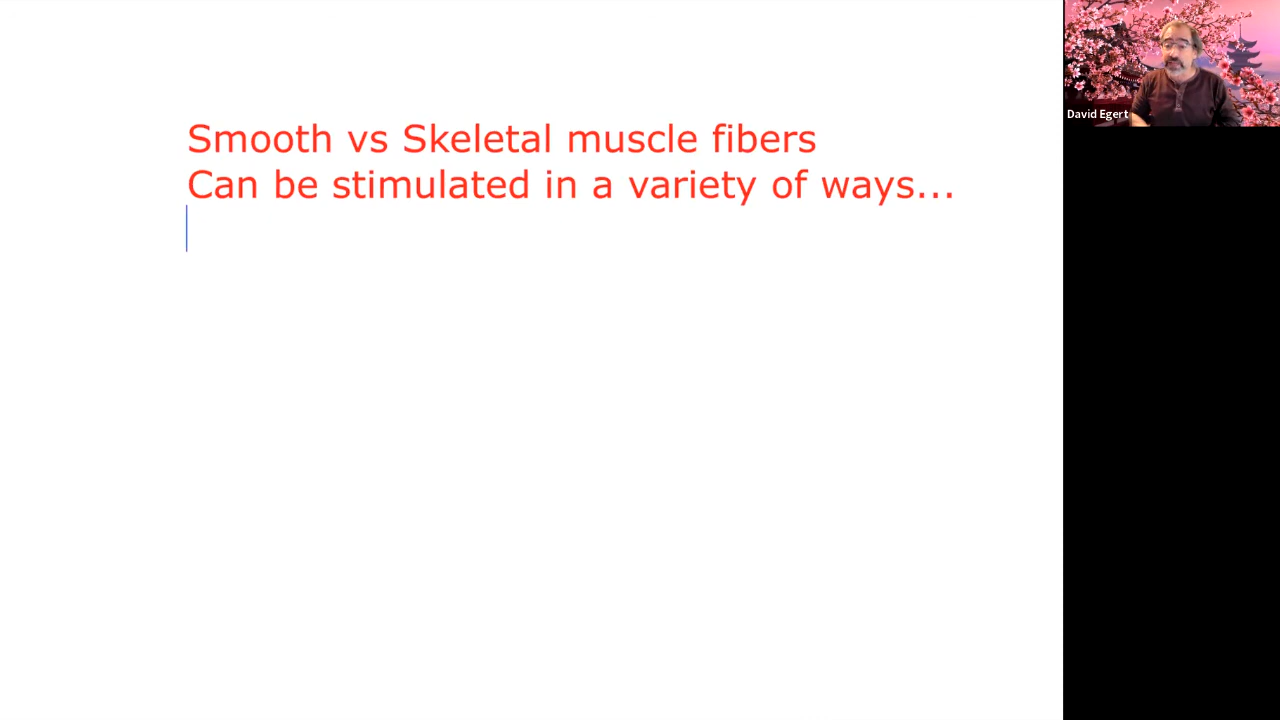 Smooth vs Skeletal muscle fibers
Can be stimulated in a variety of ways...
David Egert